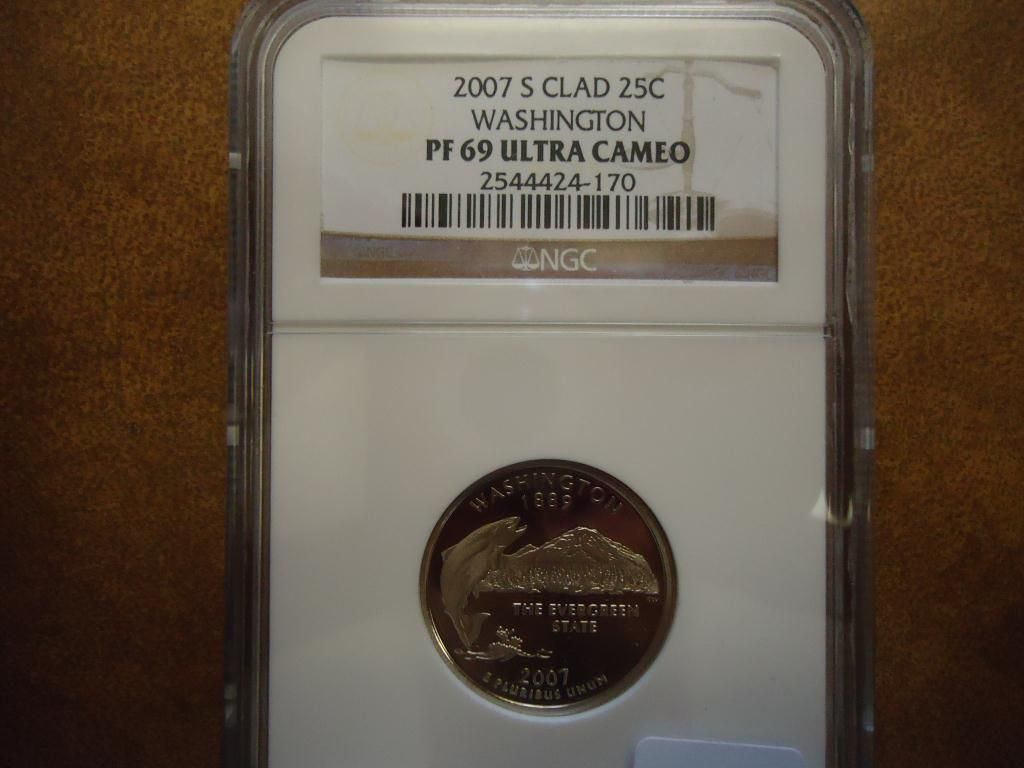 2007 S CLAD 25C
WASHINGTON
PF 69 ULTRA CAMEO
2544424-170
NGC
NGC
WASHINGTON
1889
THE EVERGREEN
STATE
2007
E PLURIBUS UNUM